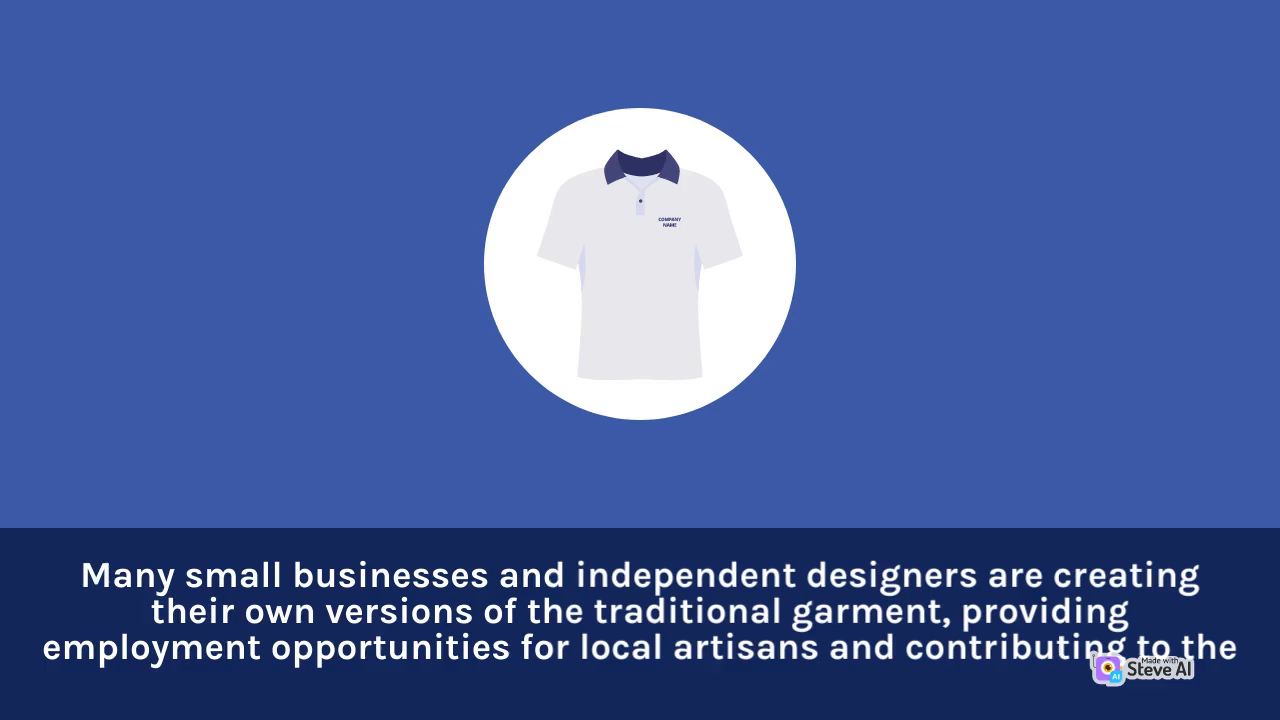 COMPANY
NAME
Many small businesses and independent designers are creating
their own versions of the traditional garment, providing
employment opportunities for local artisans and contributing to the
Made with
Steve AI
AI